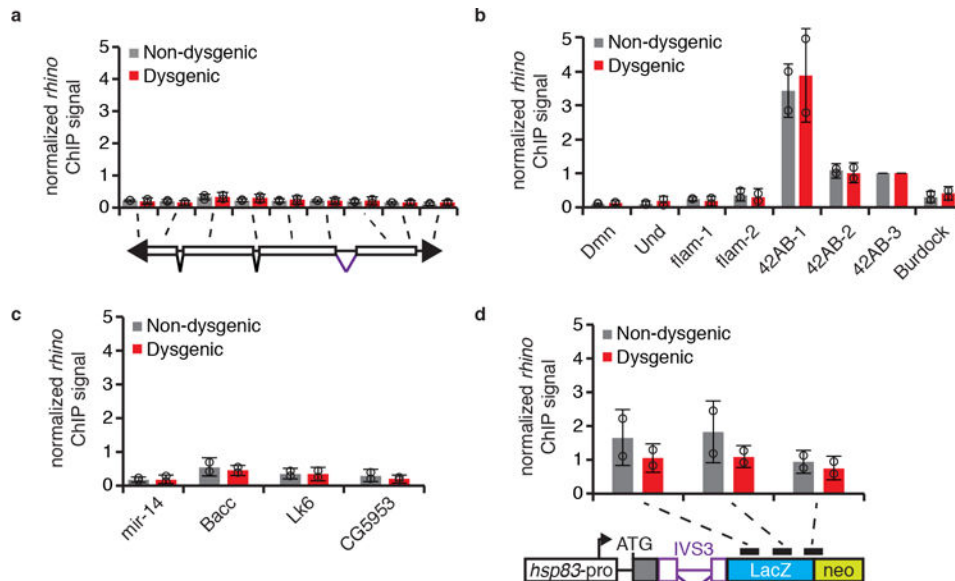 a
normalized rhino
ChIP signal
5
4
3
2
1
0
Non-dysgenic
Dysgenic
b
normalized rhino
ChIP signal
5
4
3
2
1
0
Non-dysgenic
Dysgenic
Dmn
Und
flam-1
flam-2
42AB-1
42AB-2
42AB-3
Burdock
c
normalized rhino
ChIP signal
5
4
3
2
1
0
Non-dysgenic
Dysgenic
mir-14
Bacc
Lk6
CG5953
d
normalized rhino
ChIP signal
5
4
3
2
1
0
Non-dysgenic
Dysgenic
ATG
IVS3
hsp83-pro
LacZ
neo